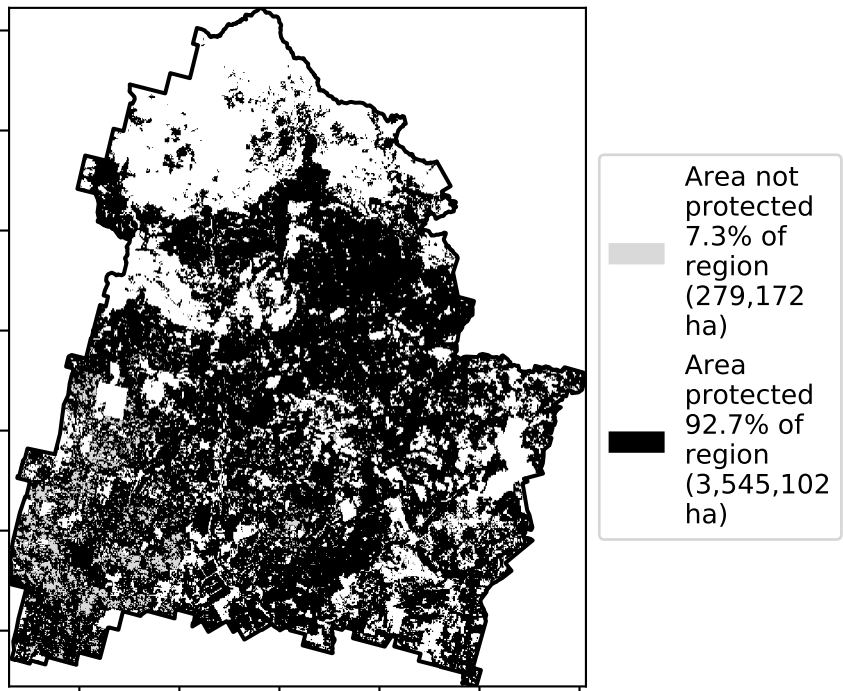 Area not
protected
7.3% of
region
(279,172
ha)
Area
protected
92.7% of
region
(3,545,102
ha)